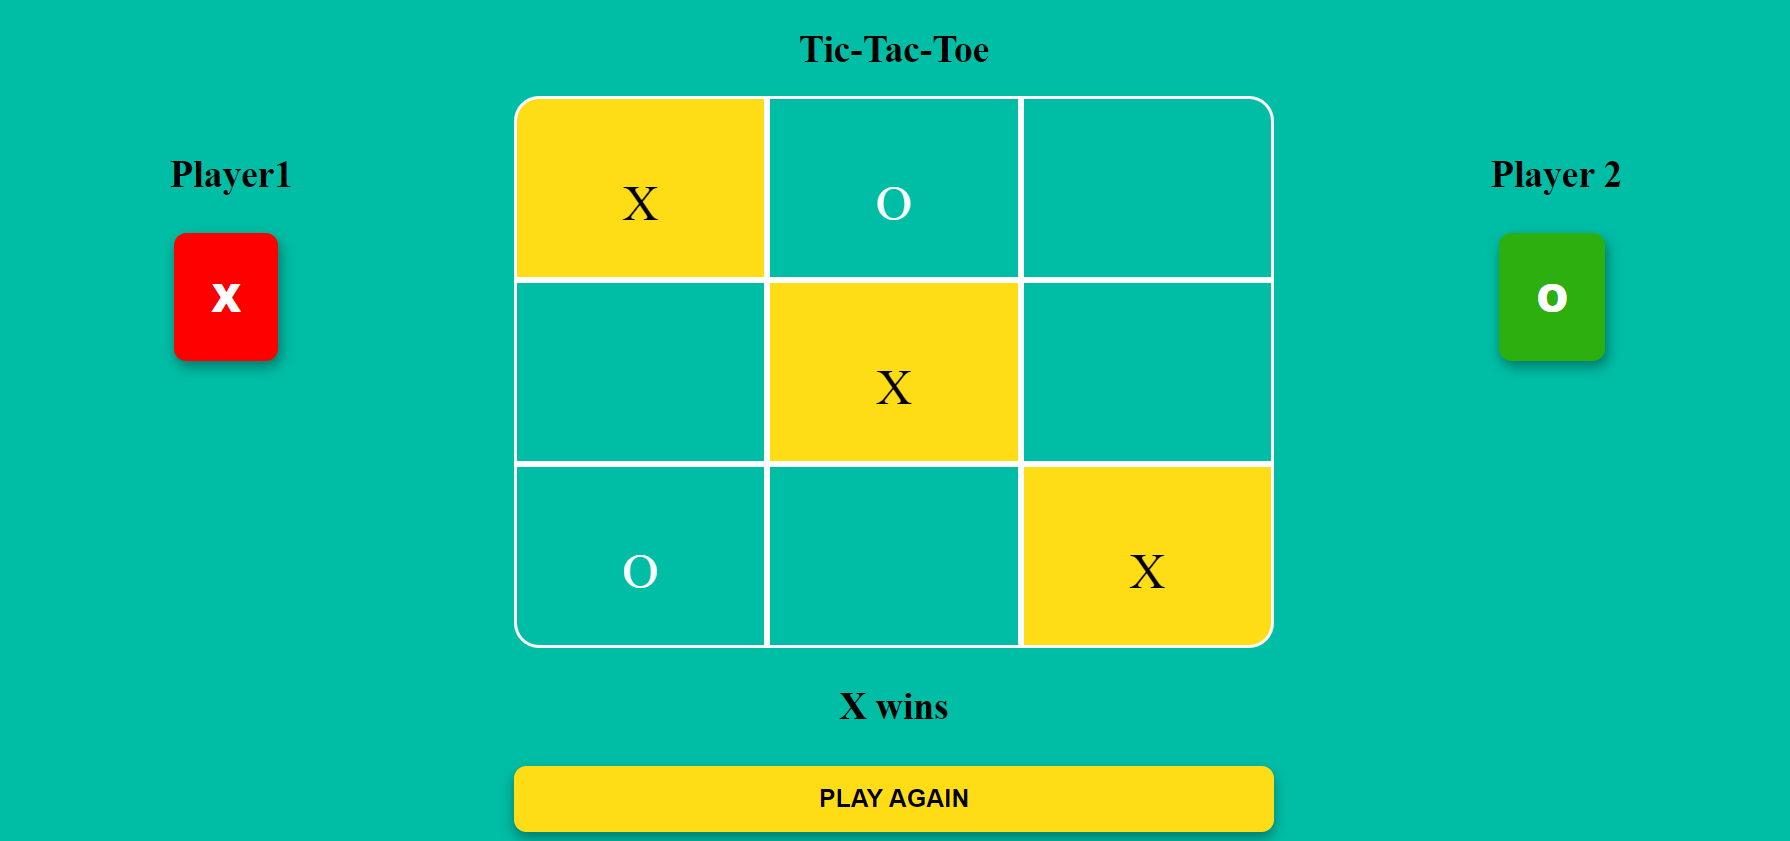 Tic-Tac-Toe
Player1
X
Player 2
O
X O
X
O X
X wins
PLAY AGAIN